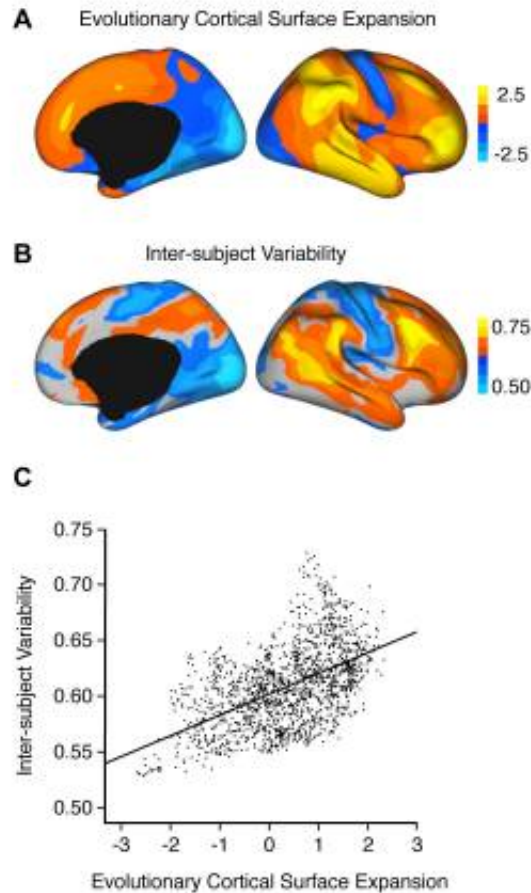 A Evolutionary Cortical Surface Expansion
2.5
-2.5
B Inter-subject Variability
0.75
0.50
C
0.75
0.70
0.65
0.60
0.55
0.50
Inter-subject Variability
-3 -2 -1 0 1 2 3
Evolutionary Cortical Surface Expansion